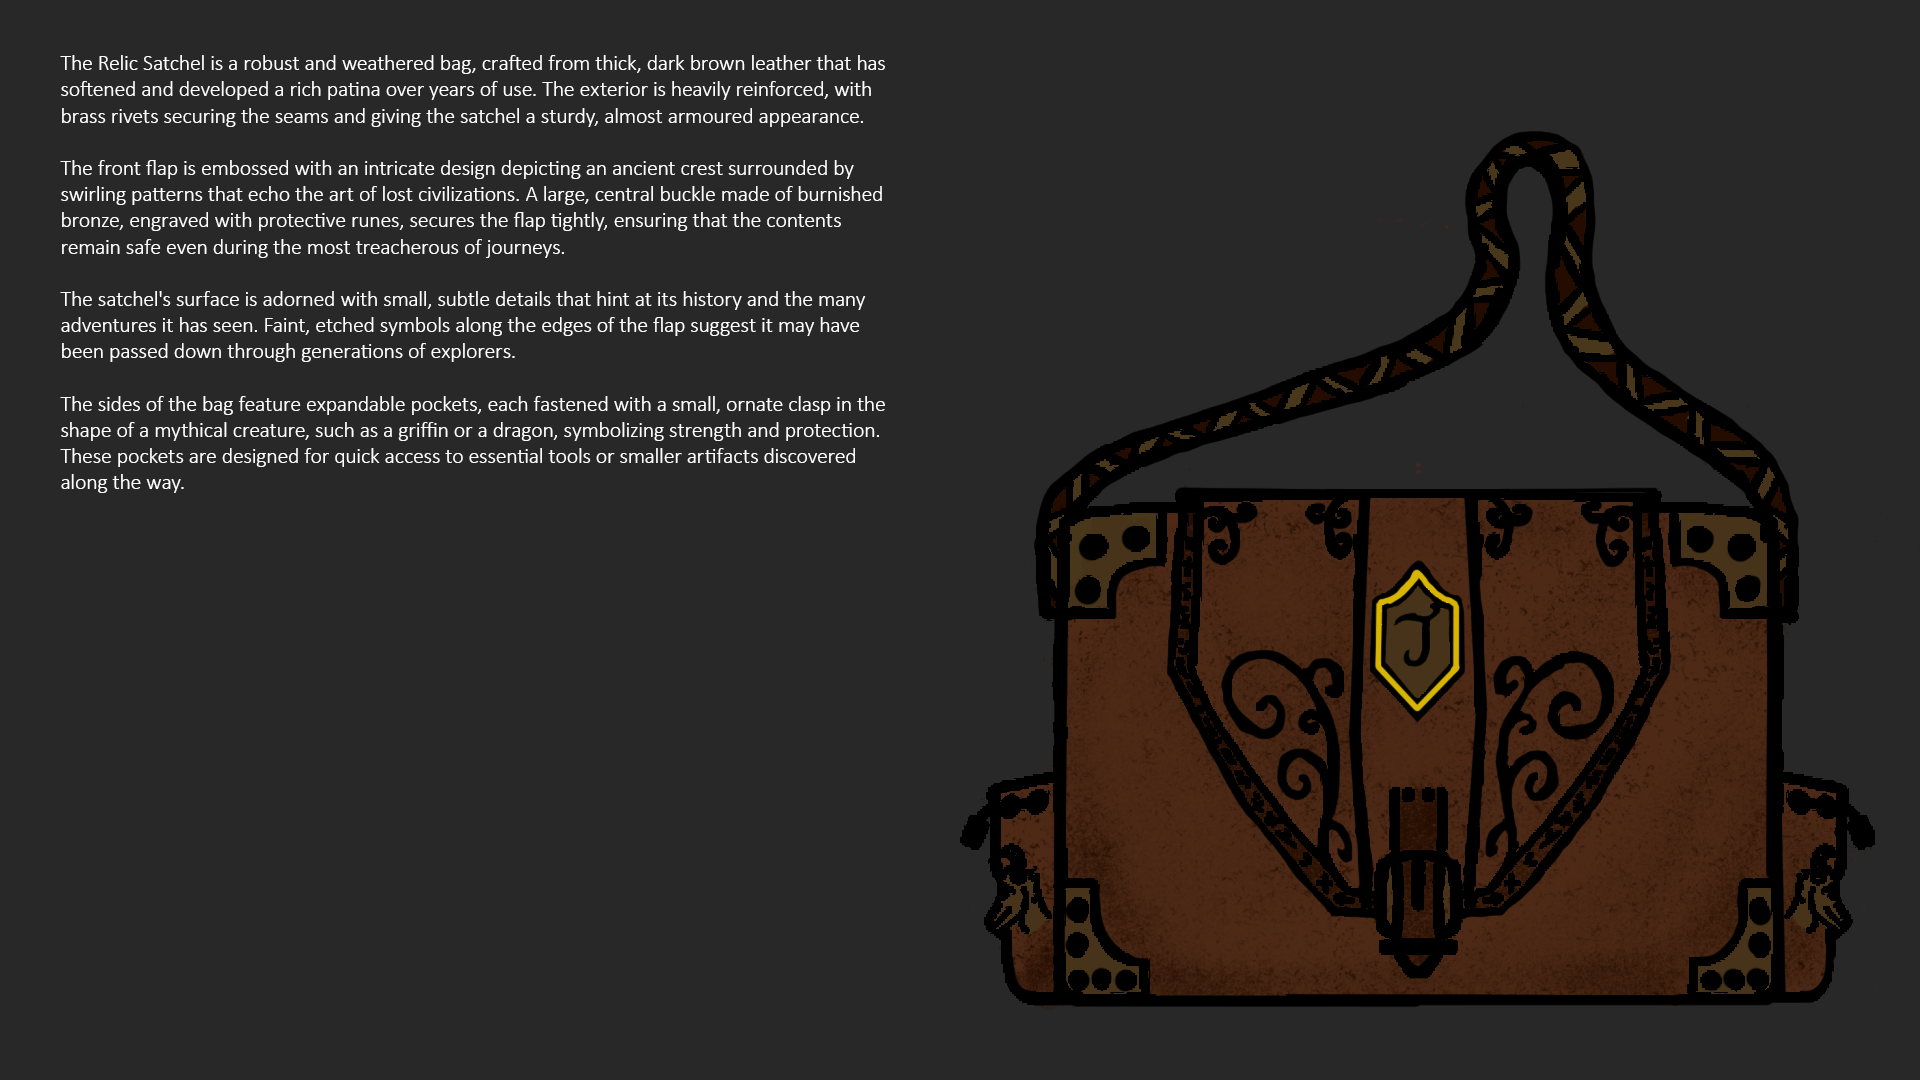 The Relic Satchel is a robust and weathered bag, crafted from thick, dark brown leather that has
softened and developed a rich patina over years of use. The exterior is heavily reinforced, with
brass rivets securing the seams and giving the satchel a sturdy, almost armoured appearance.
The front flap is embossed with an intricate design depicting an ancient crest surrounded by
swirling patterns that echo the art of lost civilizations. A large, central buckle made of burnished
bronze, engraved with protective runes, secures the flap tightly, ensuring that the contents
remain safe even during the most treacherous of journeys.
The satchel's surface is adorned with small, subtle details that hint at its history and the many
adventures it has seen. Faint, etched symbols along the edges of the flap suggest it may have
been passed down through generations of explorers.
The sides of the bag feature expandable pockets, each fastened with a small, ornate clasp in the
shape of a mythical creature, such as a griffin or a dragon, symbolizing strength and protection.
These pockets are designed for quick access to essential tools or smaller artifacts discovered
along the way.
J